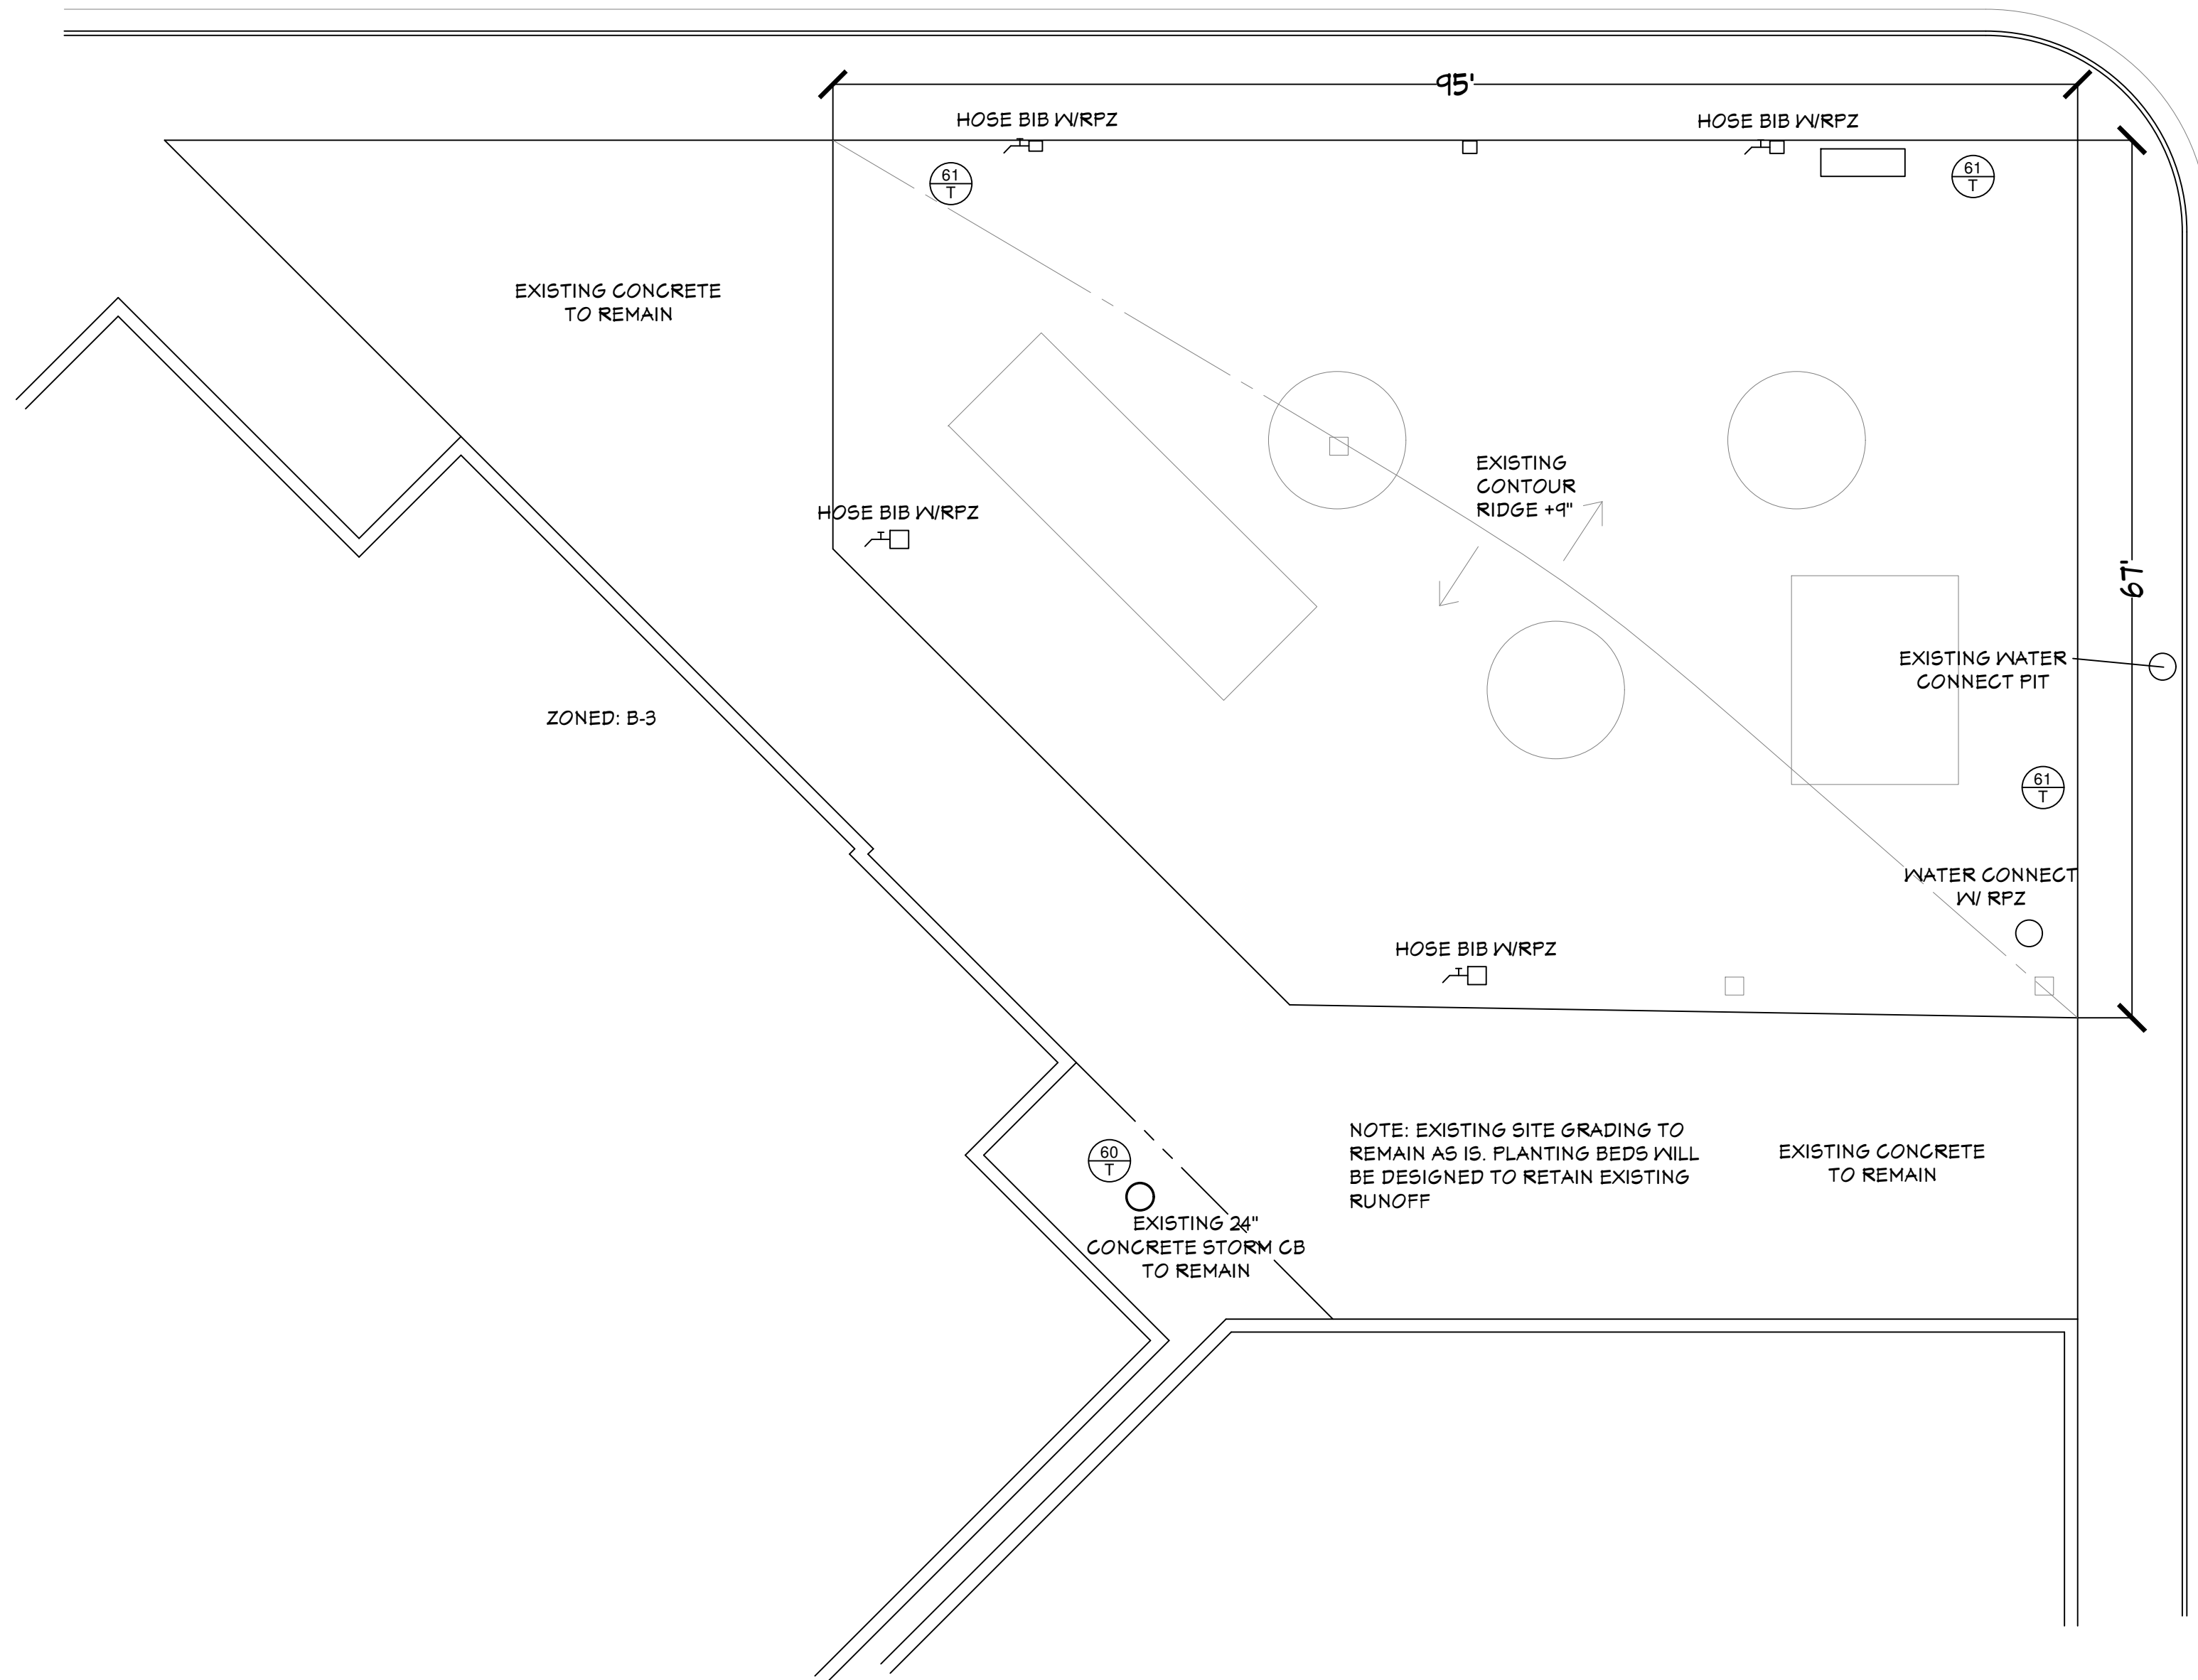 95'
HOSE BIB W/RPZ
HOSE BIB W/RPZ
61
T
61
T
EXISTING CONCRETE
TO REMAIN
EXISTING
CONTOUR
RIDGE +9"
HOSE BIB W/RPZ
67'
EXISTING WATER
CONNECT PIT
ZONED: B-3
61
T
WATER CONNECT
W/ RPZ
HOSE BIB W/RPZ
NOTE: EXISTING SITE GRADING TO
REMAIN AS IS. PLANTING BEDS WILL
BE DESIGNED TO RETAIN EXISTING
RUNOFF
EXISTING CONCRETE
TO REMAIN
60
T
EXISTING 24"
CONCRETE STORM CB
TO REMAIN